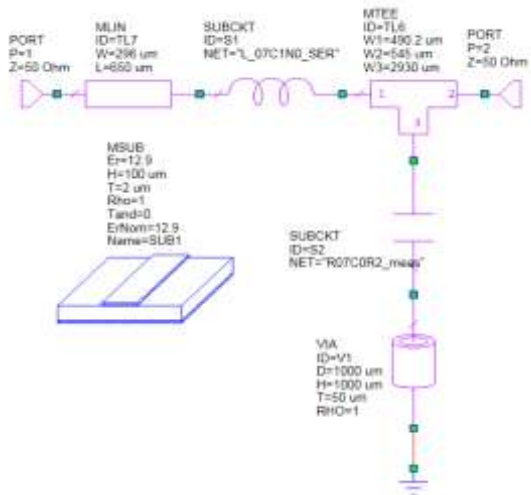 PORT
P=1
Z=50 Ohm
MLIN
ID=TL7
W=296 um
L=650 um
SUBCKT
ID=S1
NET="L_07C1N0_SER"
MTEE
ID=TL6
W1=490.2 um
W2=545 um
W3=2930 um
PORT
P=2
Z=50 Ohm
1
2
3
MSUB
Er=12.9
H=100 um
T=2 um
Rho=1
Tand=0
ErNom=12.9
Name=SUB1
SUBCKT
ID=S2
NET="R07C0R2_meas"
VIA
ID=V1
D=1000 um
H=1000 um
T=50 um
RHO=1